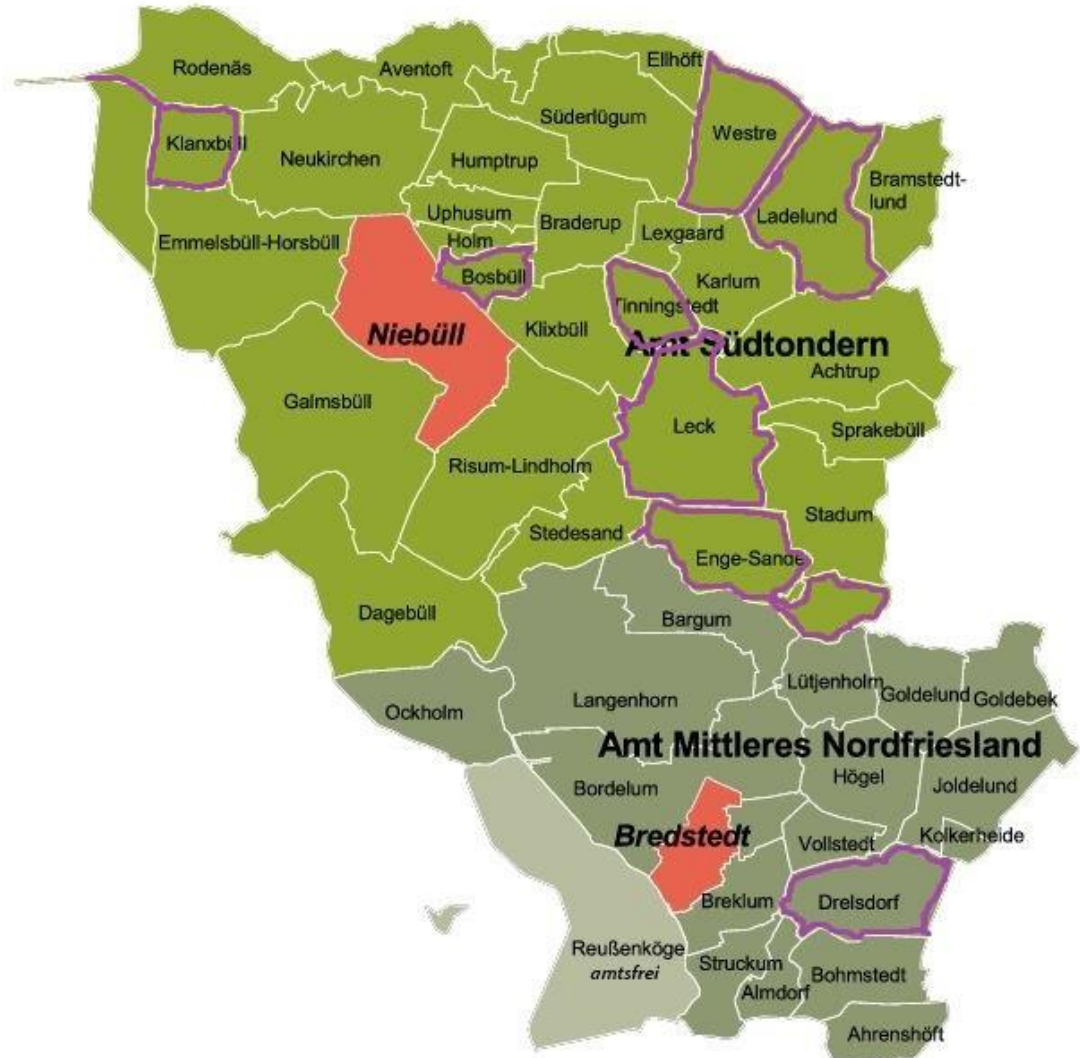 Rodenäs
Aventoft
Ellhöft
Süderlügum
Westre
Klanxbüll
Neukirchen
Humptrup
Bramstedt-
lund
Ladelund
Uphusum
Braderup
Lexgaard
Emmelsbüll-Horsbüll
Holm
Bosbüll
Karlum
Tinningstedt
Niebüll
Klixbüll
Amt Südtondern
Achtrup
Galmsbüll
Leck
Sprakebüll
Risum-Lindholm
Stadum
Stedesand
Enge-Sande
Dagebüll
Bargum
Lütjenholm
Goldelund
Goldebek
Langenhorn
Ockholm
Amt Mittleres Nordfriesland
Högel
Joldelund
Bordelum
Bredstedt
Vollstedt
Kolkerheide
Breklum
Drelsdorf
Reußenköge
amtsfrei
Struckum
Bohmstedt
Almdorf
Ahrenshöft